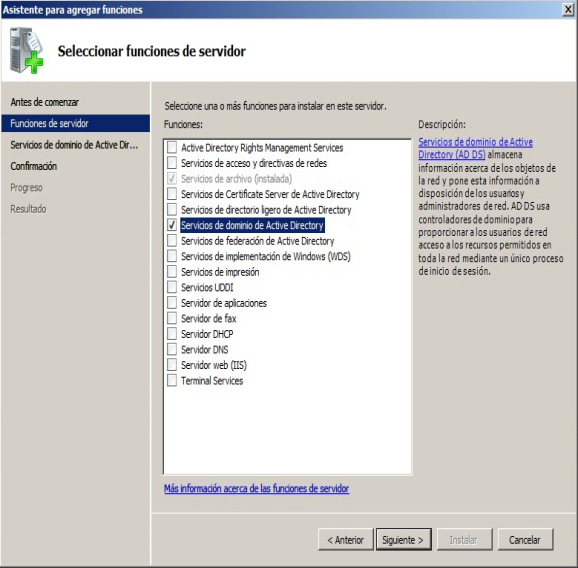 Asistente para agregar funciones
Seleccionar funciones de servidor
Antes de comenzar
Funciones de servidor
Servicios de dominio de Active Dir...
Confirmación
Progreso
Resultado
Seleccione una o más funciones para instalar en este servidor.
Funciones:
Active Directory Rights Management Services
Servicios de acceso y directivas de redes
Servicios de archivo (instalada)
Servicios de Certificate Server de Active Directory
Servicios de directorio ligero de Active Directory
Servicios de dominio de Active Directory
Servicios de federación de Active Directory
Servicios de implementación de Windows (WDS)
Servicios de impresión
Servicios UDDI
Servidor de aplicaciones
Servidor de fax
Servidor DHCP
Servidor DNS
Servidor web (IIS)
Terminal Services
Más información acerca de las funciones de servidor
Descripción:
Servicios de dominio de Active
Directory (AD DS) almacena
información acerca de los objetos de
la red y pone esta información a
disposición de los usuarios y
administradores de red. AD DS usa
controladores de dominio para
proporcionar a los usuarios de red
acceso a los recursos permitidos en
toda la red mediante un único proceso
de inicio de sesión.
< Anterior
Siguiente >
Instalar
Cancelar